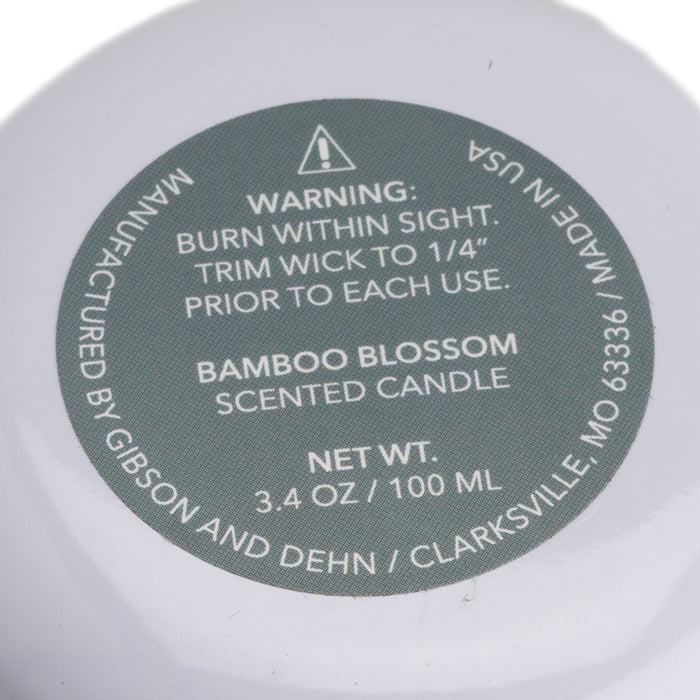 WARNING:
BURN WITHIN SIGHT.
TRIM WICK TO 1/4"
PRIOR TO EACH USE.
BAMBOO BLOSSOM
SCENTED CANDLE
NET WT.
3.4 OZ / 100 ML
MANUFACTURED BY GIBSON AND DEHN / CLARKSVILLE, MO 63336 / MADE IN USA